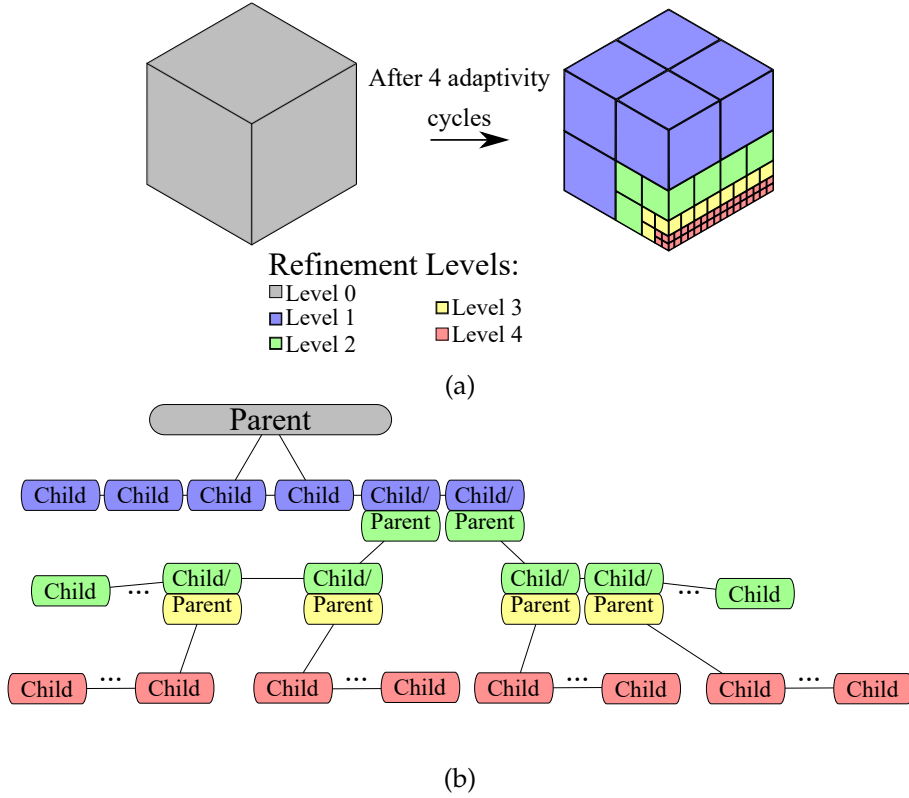 After 4 adaptivity
cycles
Refinement Levels:
Level 0
Level 1
Level 2
Level 3
Level 4
(a)
Parent
Child Child Child Child Child/ Child/
Parent Parent
Child ... Child/ Child/ Child/ Child/ ... Child
Parent Parent Parent Parent
Child ... Child Child ... Child Child ... Child Child ... Child
(b)